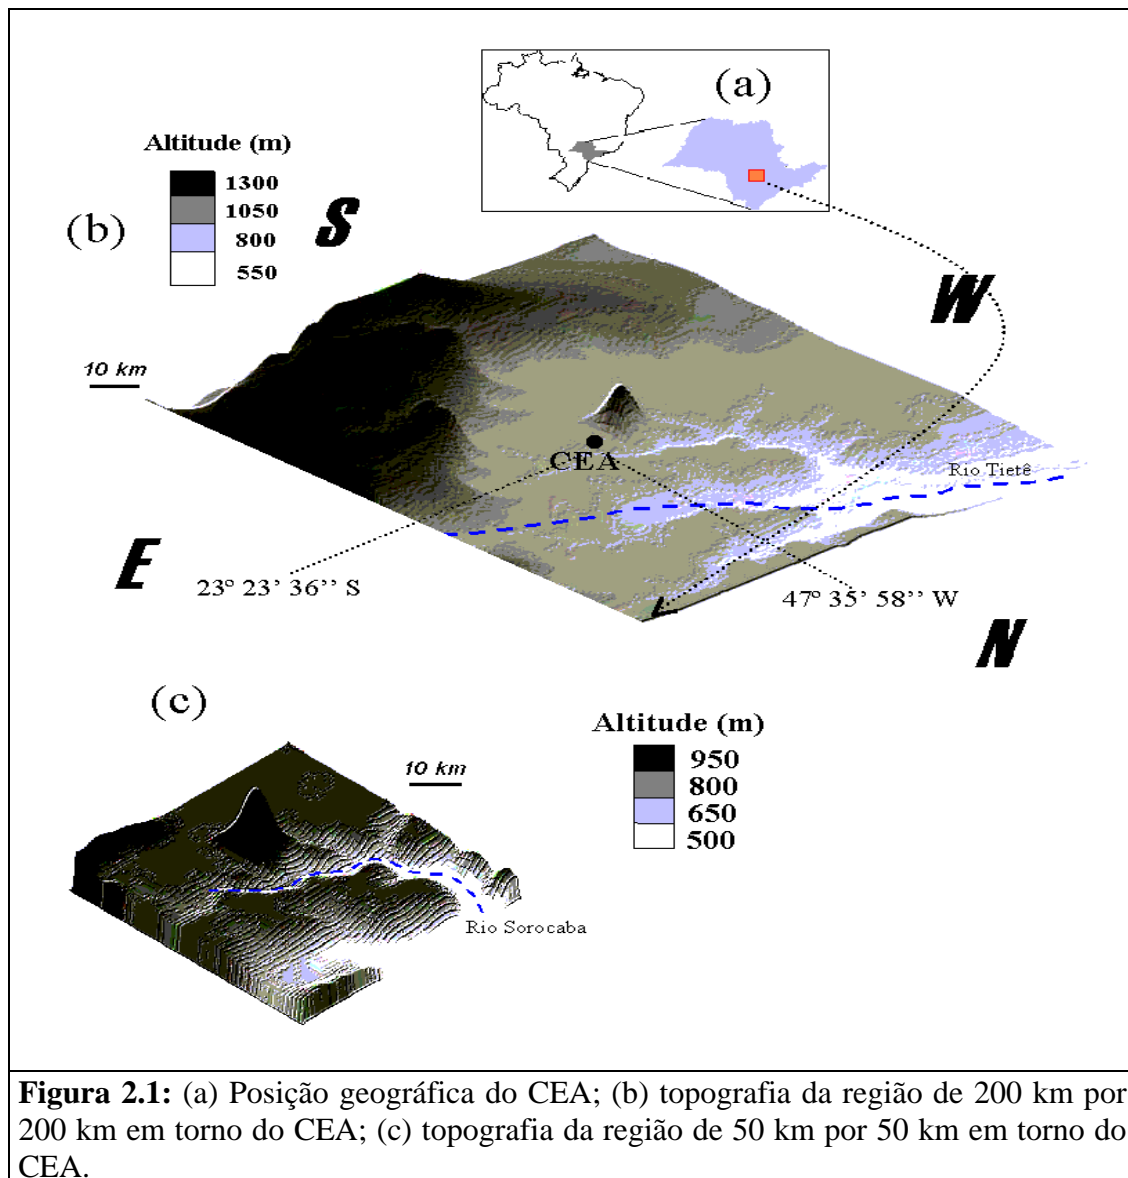 (a)
Altitude (m)
1300
1050
800
550
(b)
S
W
10 km
CEA
Rio Tietê
E
23º 23’ 36’’ S
47º 35’ 58’’ W
N
(c)
10 km
Altitude (m)
950
800
650
500
Rio Sorocaba
Figura 2.1: (a) Posição geográfica do CEA; (b) topografia da região de 200 km por
200 km em torno do CEA; (c) topografia da região de 50 km por 50 km em torno do
CEA.